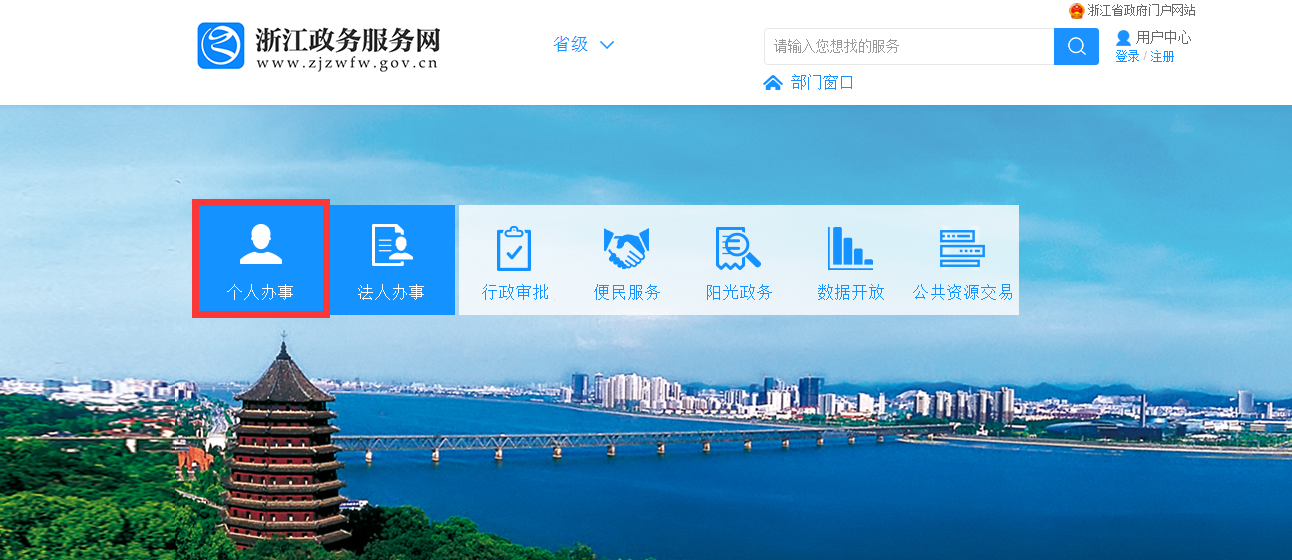 浙江省政府门户网站
浙江政务服务网
www.zjzwfw.gov.cn
省级
请输入您想找的服务
用户中心
登录 / 注册
部门窗口
个人办事
法人办事
行政审批
便民服务
阳光政务
数据开放
公共资源交易